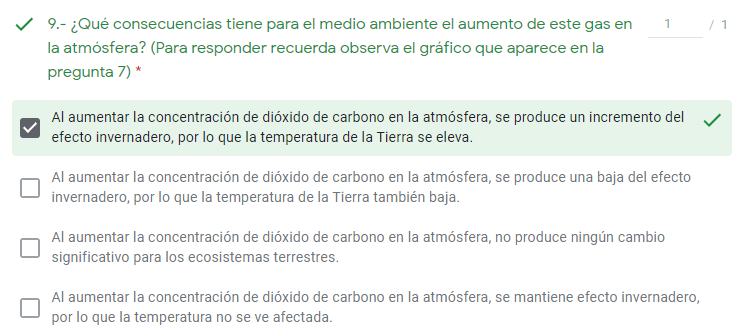 9.- ¿Qué consecuencias tiene para el medio ambiente el aumento de este gas en
la atmósfera? (Para responder recuerda observa el gráfico que aparece en la
pregunta 7) *
1 / 1
Al aumentar la concentración de dióxido de carbono en la atmósfera, se produce un incremento del
efecto invernadero, por lo que la temperatura de la Tierra se eleva.
Al aumentar la concentración de dióxido de carbono en la atmósfera, se produce una baja del efecto
invernadero, por lo que la temperatura de la Tierra también baja.
Al aumentar la concentración de dióxido de carbono en la atmósfera, no produce ningún cambio
significativo para los ecosistemas terrestres.
Al aumentar la concentración de dióxido de carbono en la atmósfera, se mantiene efecto invernadero,
por lo que la temperatura no se ve afectada.